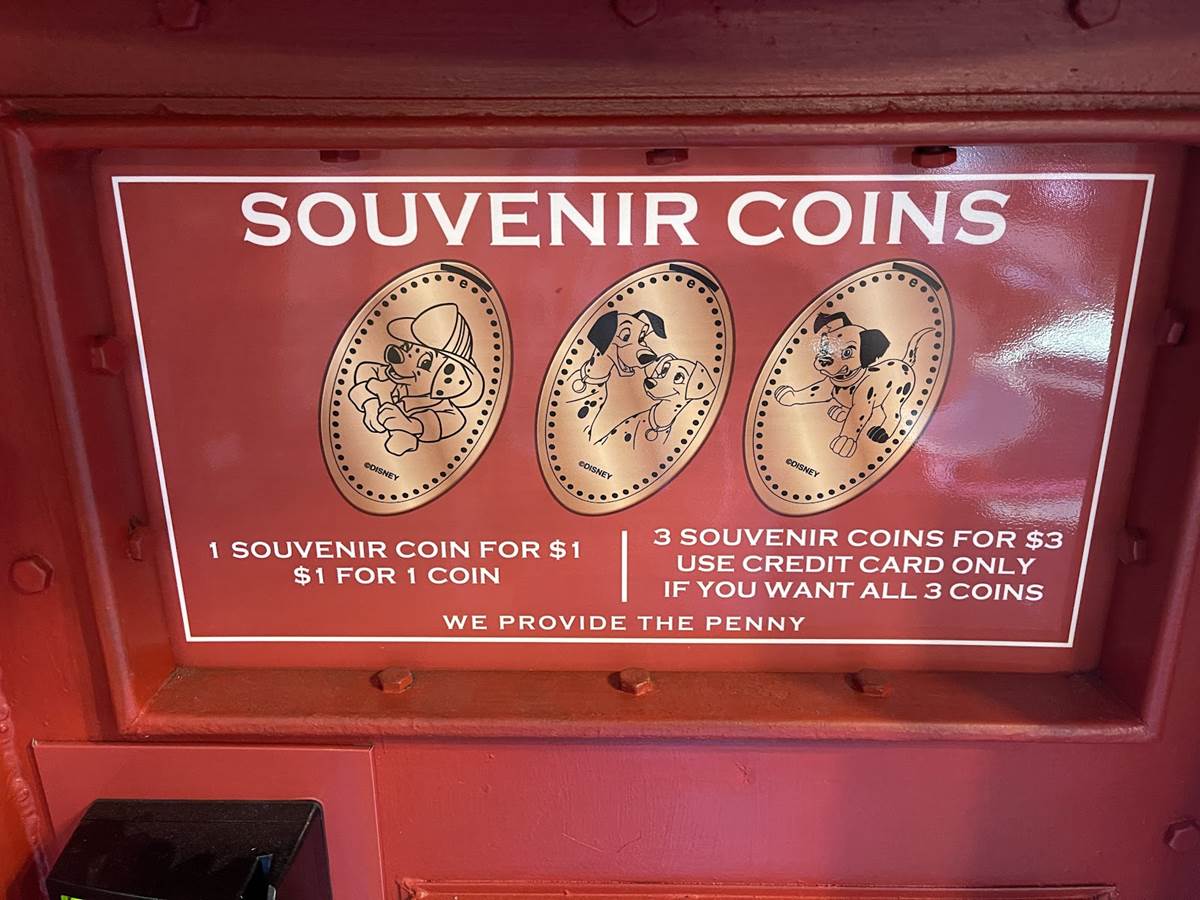 SOUVENIR COINS
e
e
e
©DISNEY
©DISNEY
©DISNEY
1 SOUVENIR COIN FOR $1
$1 FOR 1 COIN
3 SOUVENIR COINS FOR $3
USE CREDIT CARD ONLY
IF YOU WANT ALL 3 COINS
WE PROVIDE THE PENNY